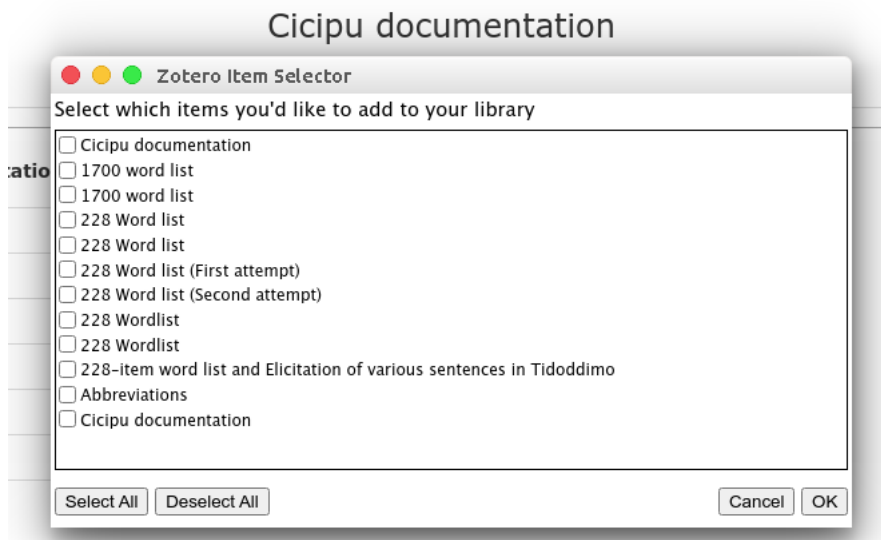 Cicipu documentation
Zotero Item Selector
Select which items you'd like to add to your library
Cicipu documentation
1700 word list
1700 word list
228 Word list
228 Word list
228 Word list (First attempt)
228 Word list (Second attempt)
228 Wordlist
228 Wordlist
228-item word list and Elicitation of various sentences in Tidoddimo
Abbreviations
Cicipu documentation
Select All Deselect All Cancel OK